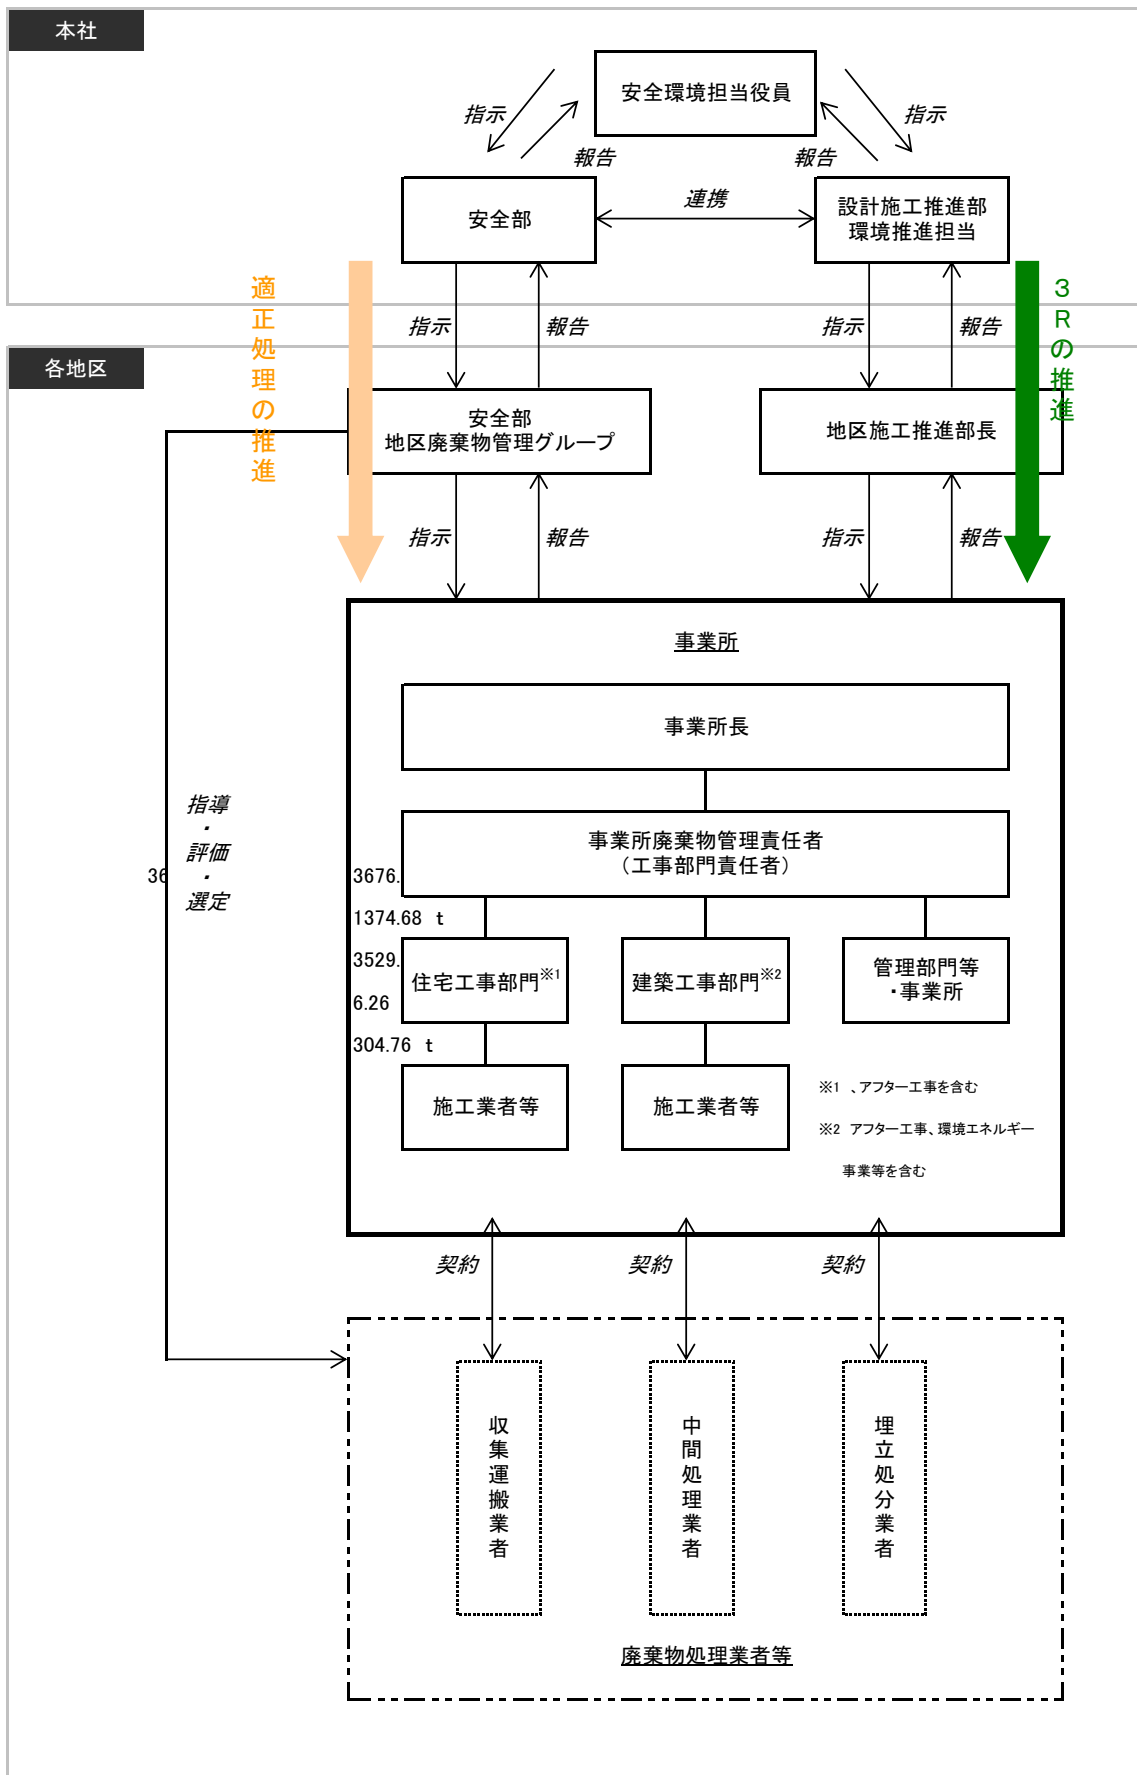 本社
安全環境担当役員
指示
指示
報告
報告
安全部
連携
設計施工推進部
環境推進担当
適正処理の推進
3Rの推進
指示
報告
指示
報告
各地区
安全部
地区廃棄物管理グループ
地区施工推進部長
指示
報告
指示
報告
事業所
事業所長
指導
・
評価
・
選定
事業所廃棄物管理責任者
（工事部門責任者）
36
3676.
1374.68 t
3529.
6.26
304.76 t
住宅工事部門※1
建築工事部門※2
管理部門等
・事業所
施工業者等
施工業者等
※1 、アフター工事を含む
※2 アフター工事、環境エネルギー
事業等を含む
契約
契約
契約
収集運搬業者
中間処理業者
埋立処分業者
廃棄物処理業者等